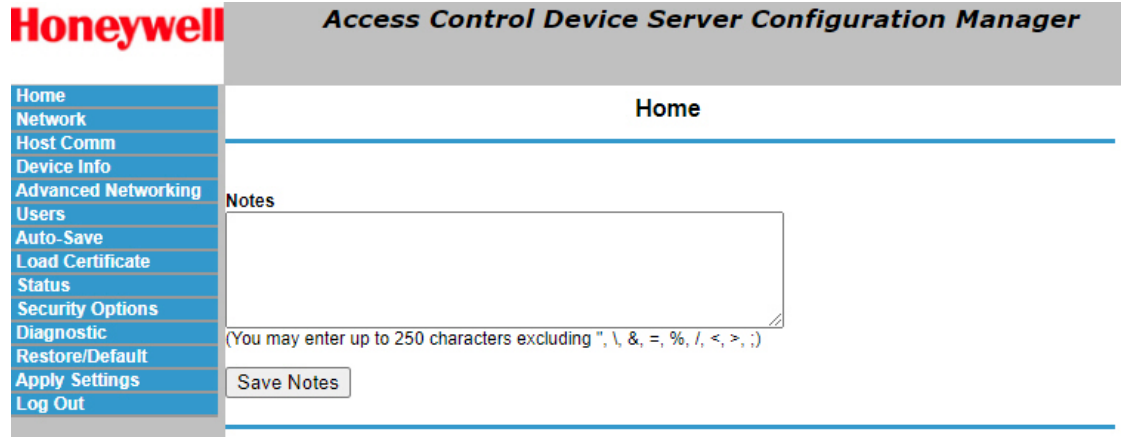 Honeywell
Access Control Device Server Configuration Manager
Home
Network
Host Comm
Device Info
Advanced Networking
Users
Auto-Save
Load Certificate
Status
Security Options
Diagnostic
Restore/Default
Apply Settings
Log Out
Home
Notes
(You may enter up to 250 characters excluding ", \, &, =, %, /, <, >, ;)
Save Notes